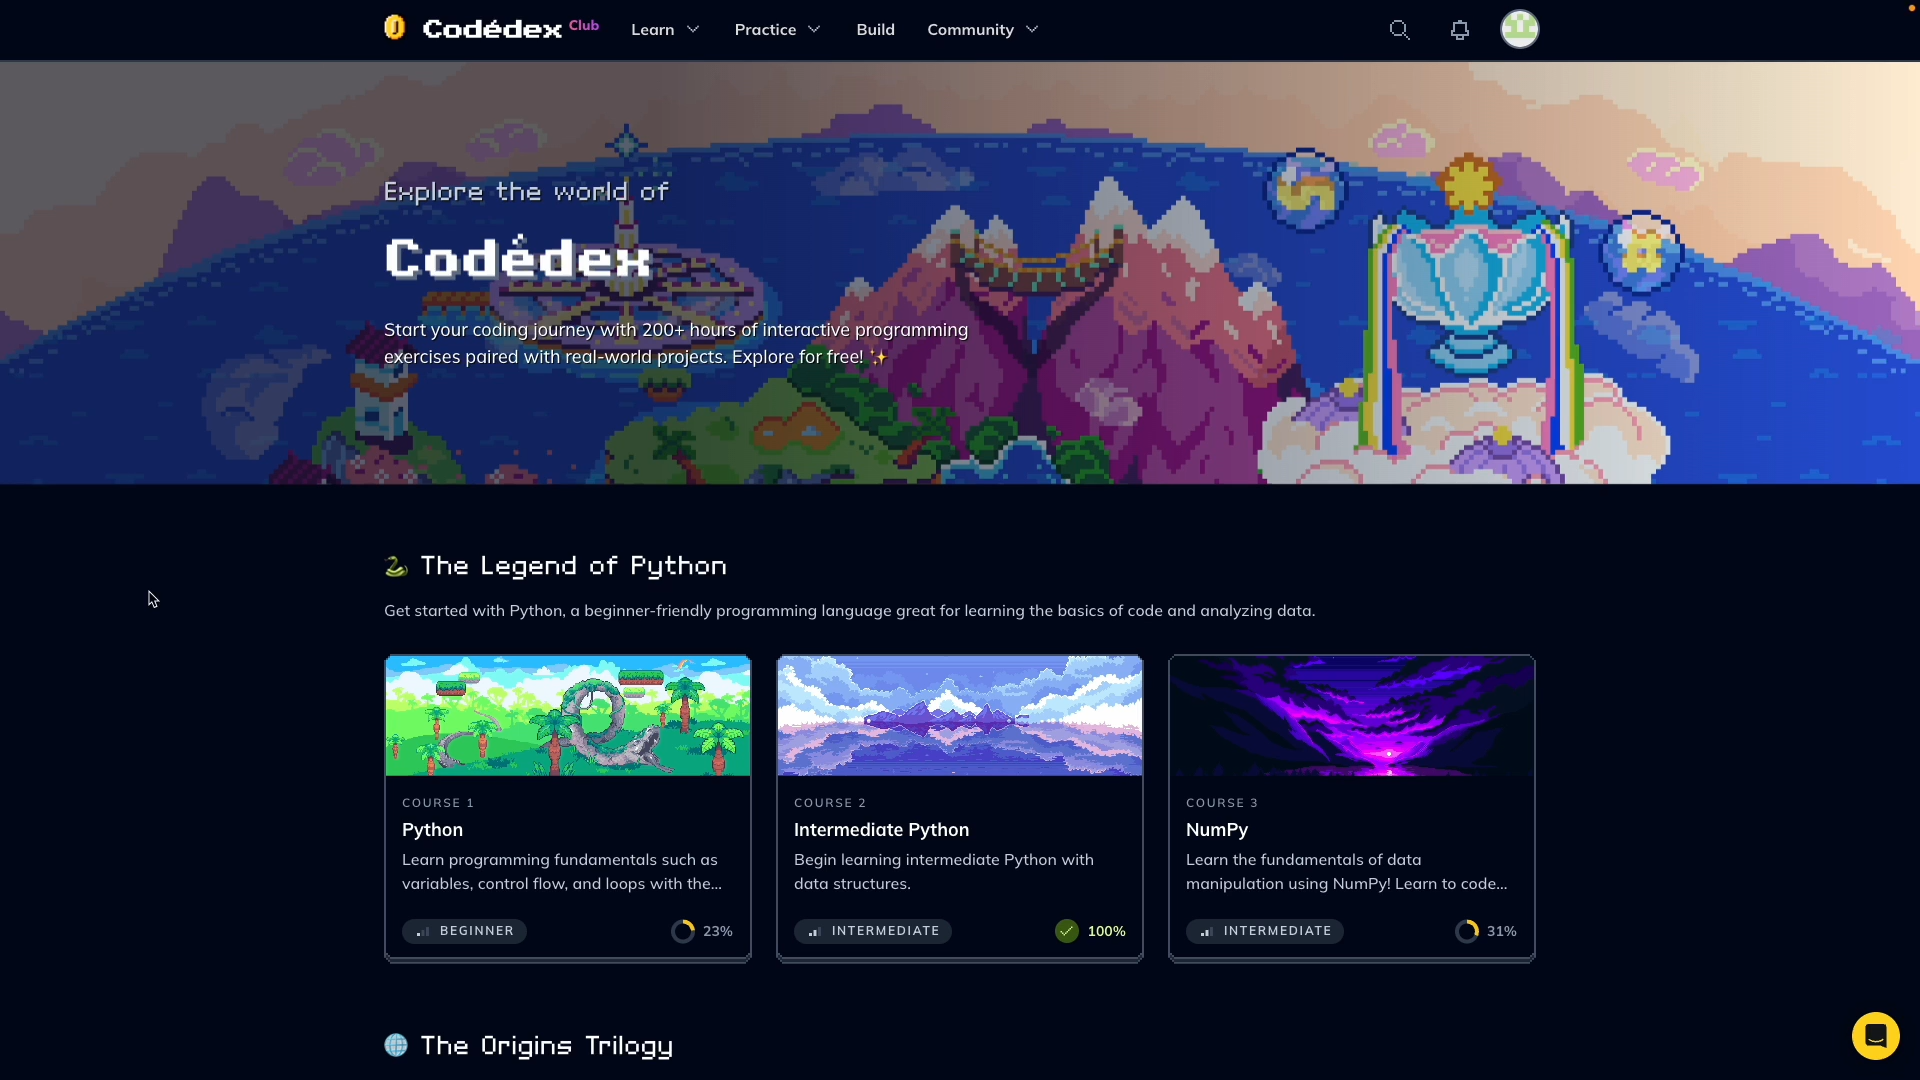 Codédex Club
Learn
Practice
Build
Community
Explore the world of
Codédex
Start your coding journey with 200+ hours of interactive programming
exercises paired with real-world projects. Explore for free! ✨
🐍 The Legend of Python
Get started with Python, a beginner-friendly programming language great for learning the basics of code and analyzing data.
COURSE 1
Python
Learn programming fundamentals such as
variables, control flow, and loops with the...
BEGINNER
23%
COURSE 2
Intermediate Python
Begin learning intermediate Python with
data structures.
INTERMEDIATE
100%
COURSE 3
NumPy
Learn the fundamentals of data
manipulation using NumPy! Learn to code...
INTERMEDIATE
31%
🌐 The Origins Trilogy